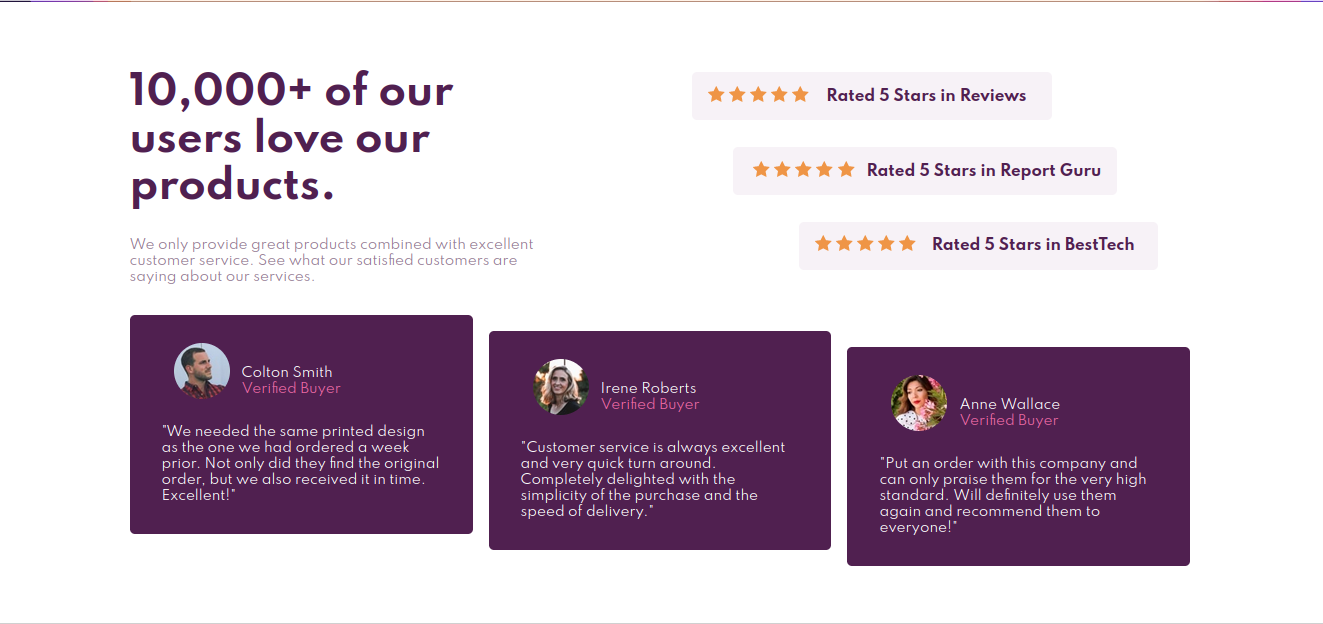 10,000+ of our
users love our
products.
We only provide great products combined with excellent
customer service. See what our satisfied customers are
saying about our services.
Rated 5 Stars in Reviews
Rated 5 Stars in Report Guru
Rated 5 Stars in BestTech
Colton Smith
Verified Buyer
"We needed the same printed design
as the one we had ordered a week
prior. Not only did they find the original
order, but we also received it in time.
Excellent!"
Irene Roberts
Verified Buyer
"Customer service is always excellent
and very quick turn around.
Completely delighted with the
simplicity of the purchase and the
speed of delivery."
Anne Wallace
Verified Buyer
"Put an order with this company and
can only praise them for the very high
standard. Will definitely use them
again and recommend them to
everyone!"